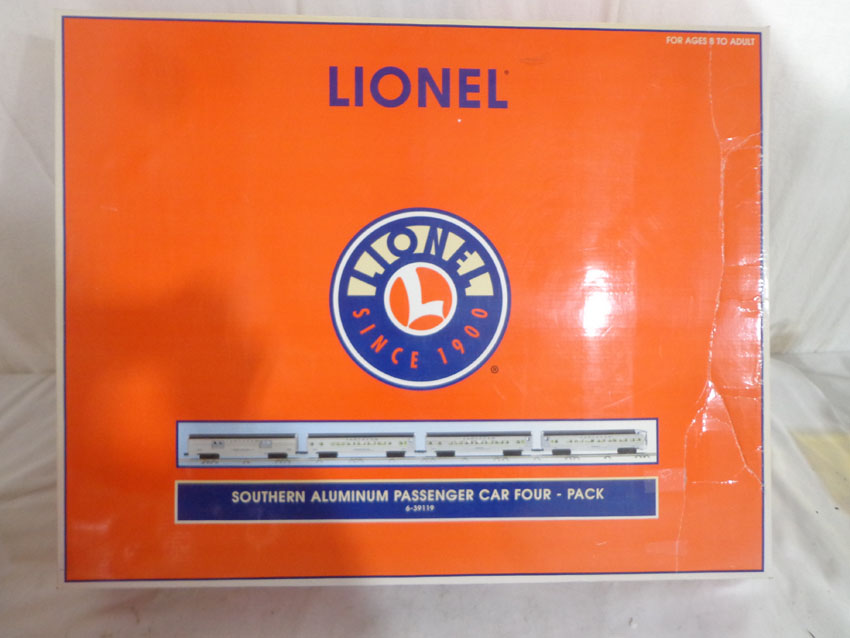 FOR AGES 8 TO ADULT
LIONEL
LIONEL
L
SINCE 1900
®
SOUTHERN ALUMINUM PASSENGER CAR FOUR - PACK
6-39119